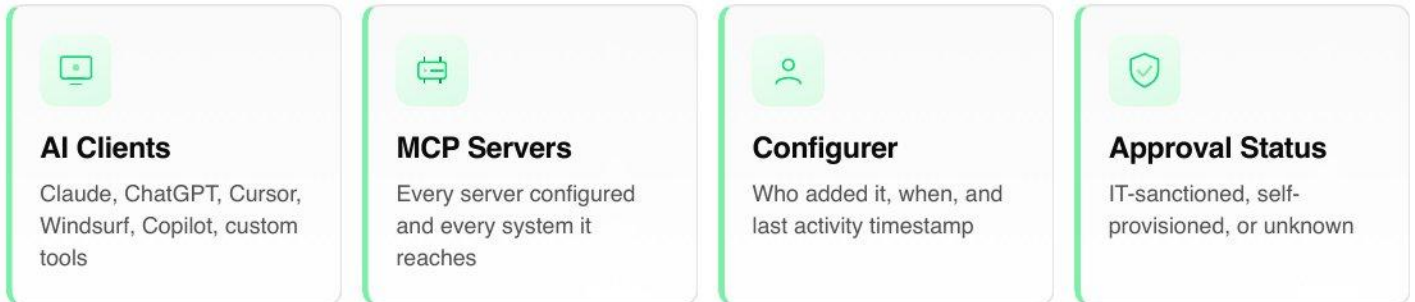 AI Clients
Claude, ChatGPT, Cursor,
Windsurf, Copilot, custom
tools
MCP Servers
Every server configured
and every system it
reaches
Configurer
Who added it, when, and
last activity timestamp
Approval Status
IT-sanctioned, self-
provisioned, or unknown